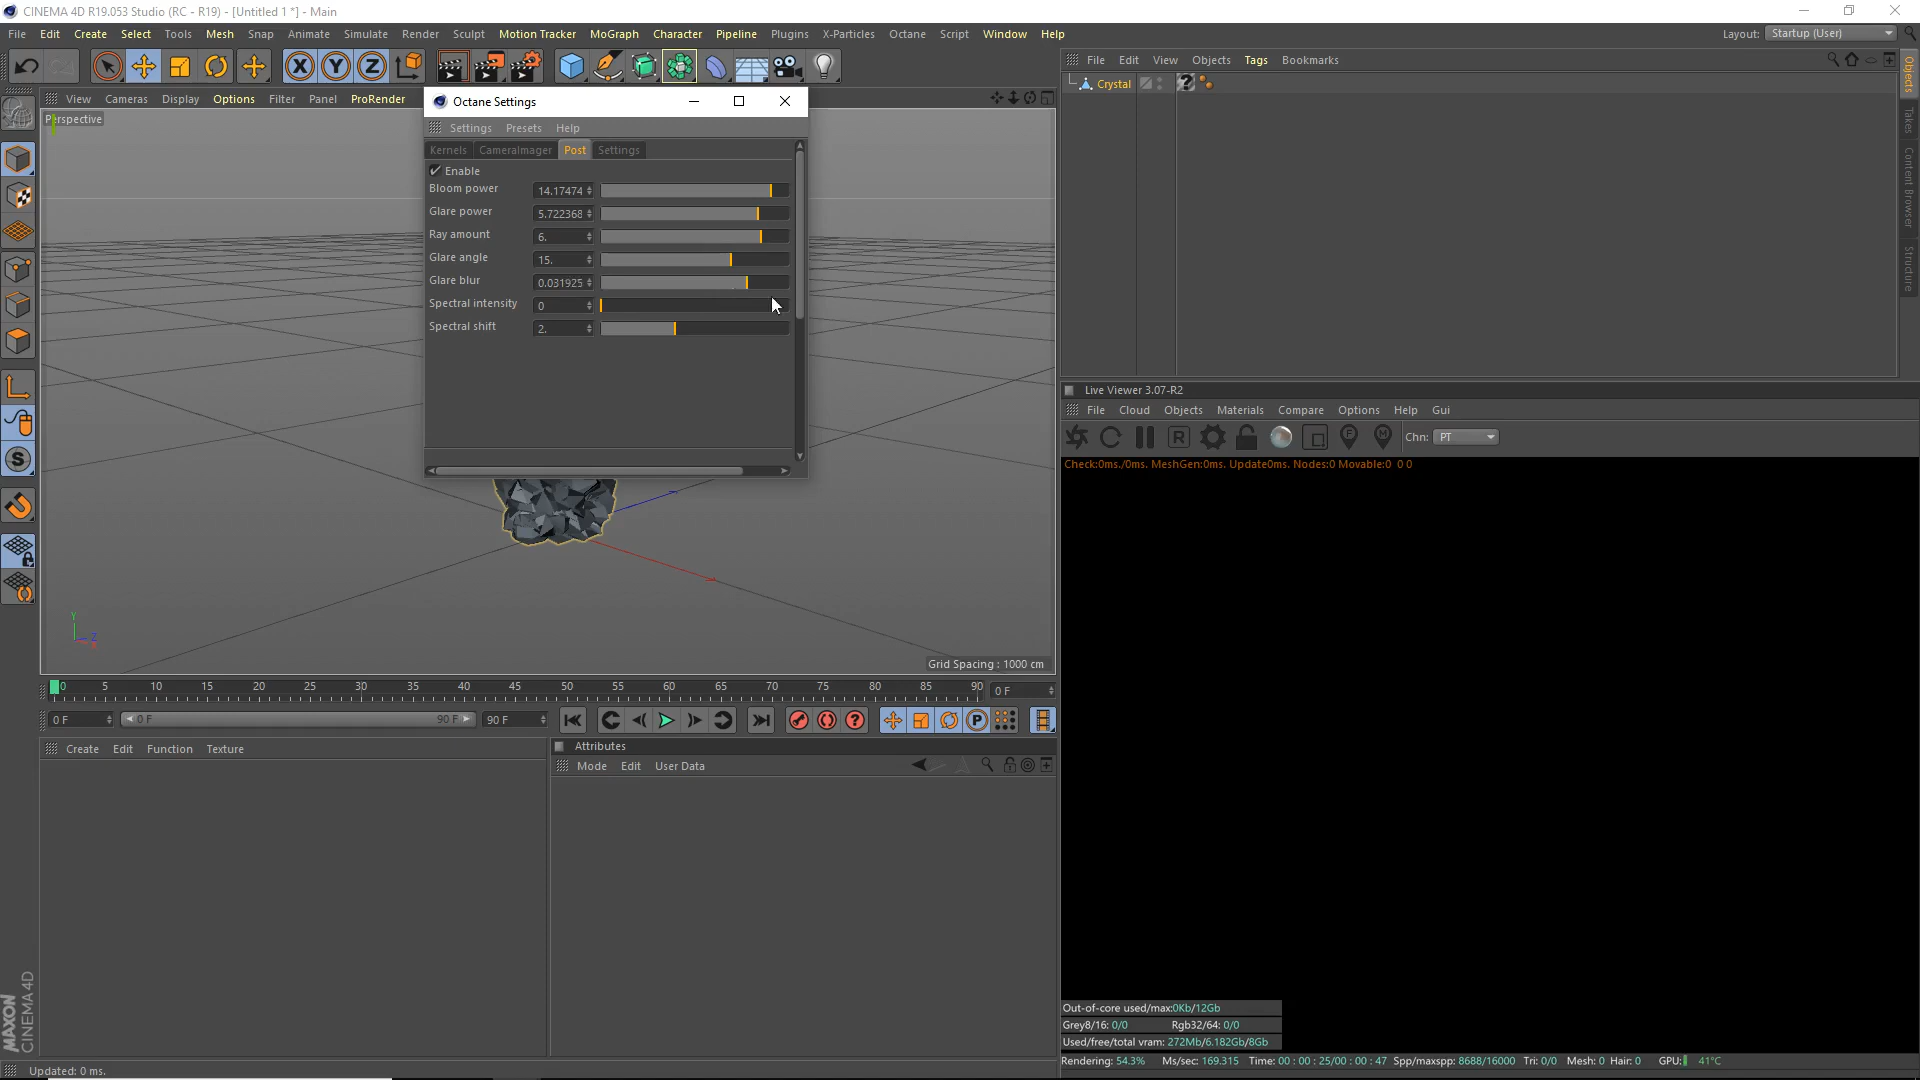 CINEMA 4D R19.053 Studio (RC - R19) - [Untitled 1 *] - Main
File Edit Create Select Tools Mesh Snap Animate Simulate Render Sculpt Motion Tracker MoGraph Character Pipeline Plugins X-Particles Octane Script Window Help
Layout: Startup (User)
File Edit View Objects Tags Bookmarks
Crystal
Objects
Takes
Content Browser
Structure
View Cameras Display Options Filter Panel ProRender
Perspective
Octane Settings
Settings Presets Help
Kernels CameraImager Post Settings
Enable
Bloom power 14.17474
Glare power 5.722368
Ray amount 6.
Glare angle 15.
Glare blur 0.031925
Spectral intensity 0
Spectral shift 2.
Y
Z
X
Grid Spacing : 1000 cm
Live Viewer 3.07-R2
File Cloud Objects Materials Compare Options Help Gui
Chn: PT
Check:0ms./0ms. MeshGen:0ms. Update0ms. Nodes:0 Movable:0 0 0
0 5 10 15 20 25 30 35 40 45 50 55 60 65 70 75 80 85 90 0 F
0 F 0 F 90 F 90 F
Create Edit Function Texture
Attributes
Mode Edit User Data
MAXON
CINEMA 4D
Out-of-core used/max:0Kb/12Gb
Grey8/16: 0/0 Rgb32/64: 0/0
Used/free/total vram: 272Mb/6.182Gb/8Gb
Rendering: 54.3% Ms/sec: 169.315 Time: 00 : 00 : 25/00 : 00 : 47 Spp/maxspp: 8688/16000 Tri: 0/0 Mesh: 0 Hair: 0 GPU: 41°C
Updated: 0 ms.